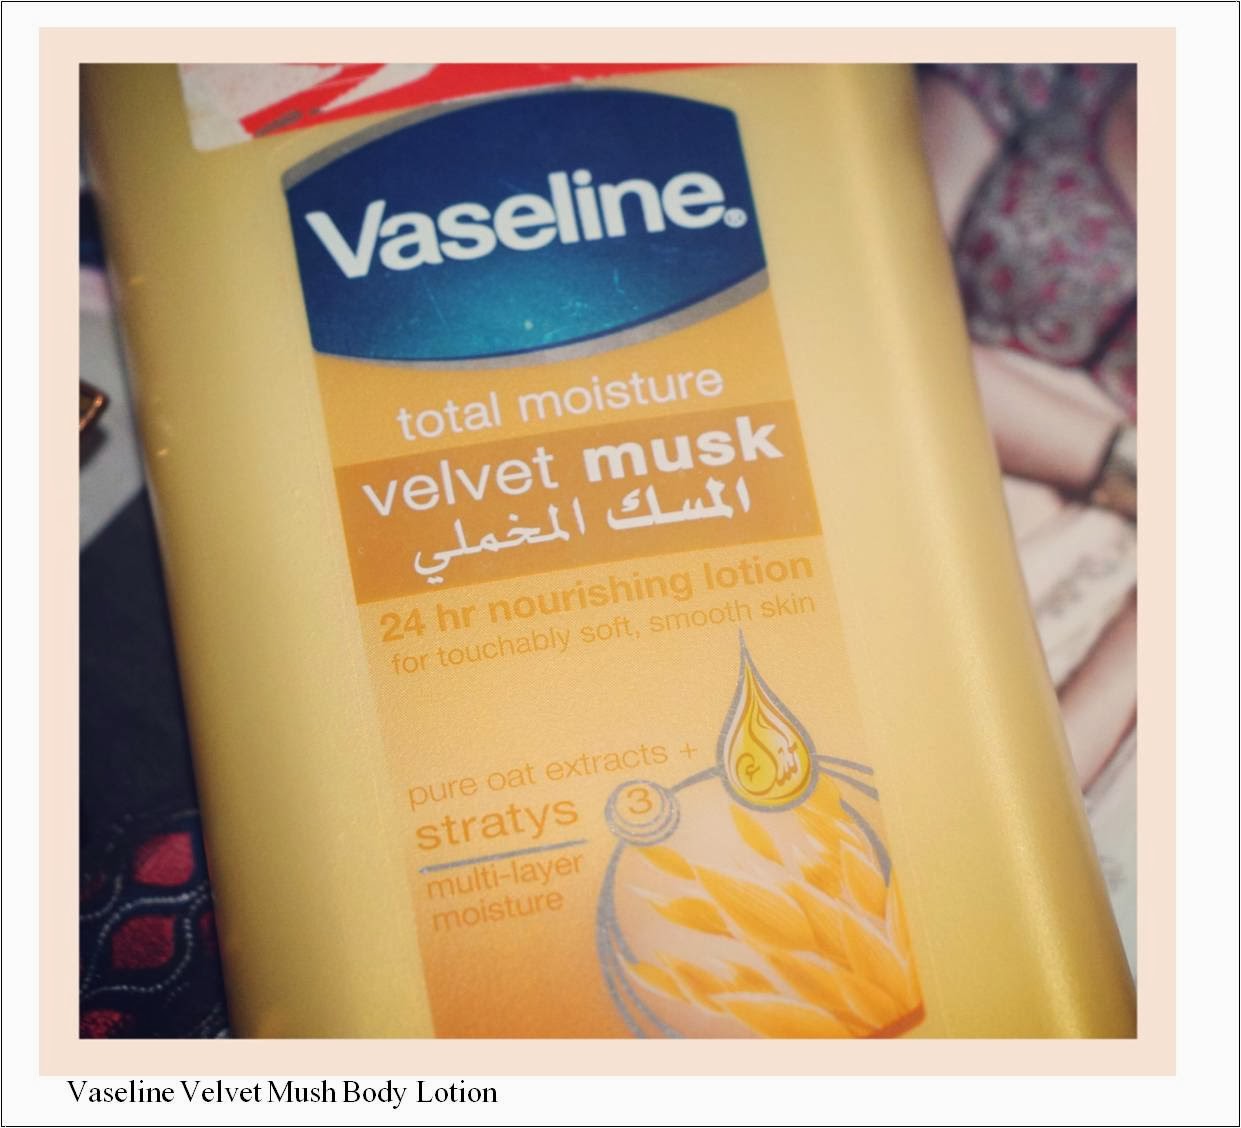 Vaseline®
total moisture
velvet musk
المسك المخملي
24 hr nourishing lotion
for touchably soft, smooth skin
pure oat extracts +
stratys 3
multi-layer
moisture
Vaseline Velvet Mush Body Lotion